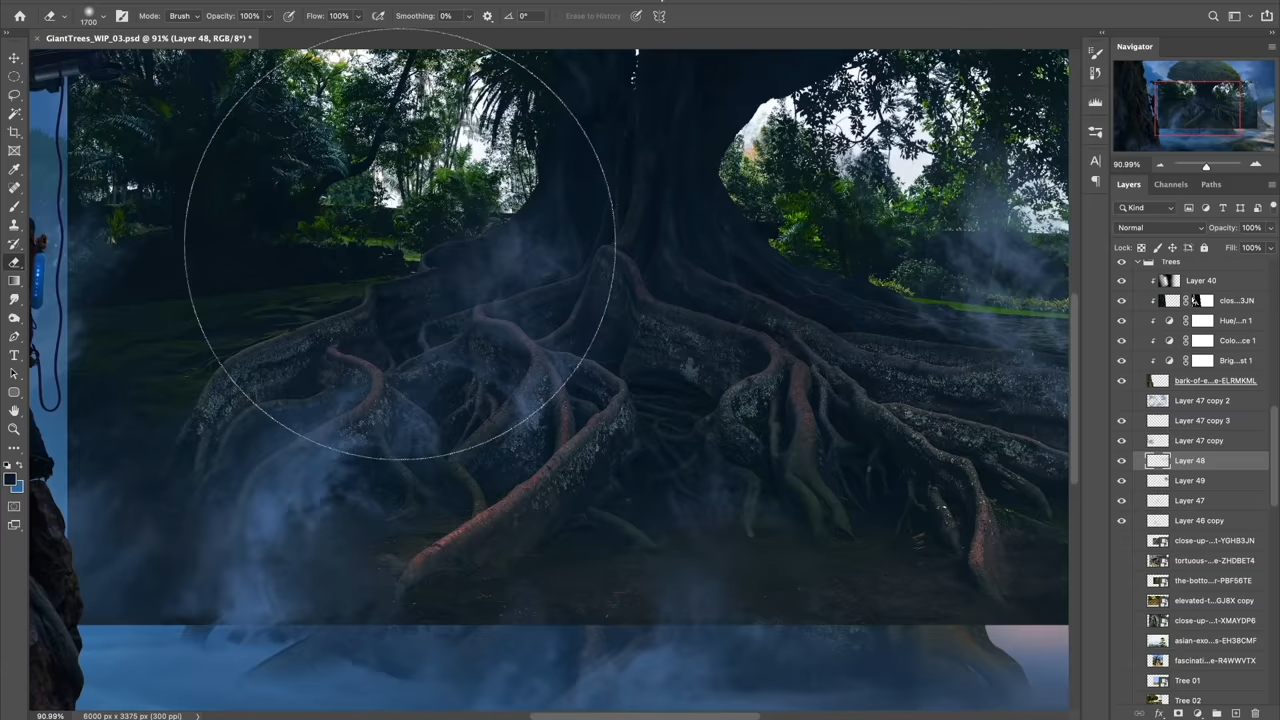 1700
Mode: Brush
Opacity: 100%
Flow: 100%
Smoothing: 0%
0°
Erase to History
× GiantTrees_WIP_03.psd @ 91% (Layer 48, RGB/8*) *
Navigator
90.99%
Layers Channels Paths
Kind
Normal
Opacity: 100%
Lock:
Fill: 100%
Trees
Layer 40
clos...3JN
Hue/...n 1
Colo...ce 1
Brig...st 1
bark-of-e...e-ELRMKML
Layer 47 copy 2
Layer 47 copy 3
Layer 47 copy
Layer 48
Layer 49
Layer 47
Layer 46 copy
close-up-...t-YGHB3JN
tortuous-...e-ZHDBET4
the-botto...r-PBF56TE
elevated-t...GJ8X copy
close-up-...t-XMAYDP6
asian-exo...s-EH38CMF
fascinati...e-R4WWVTX
Tree 01
Tree 02
90.99%
6000 px x 3375 px (300 ppi)